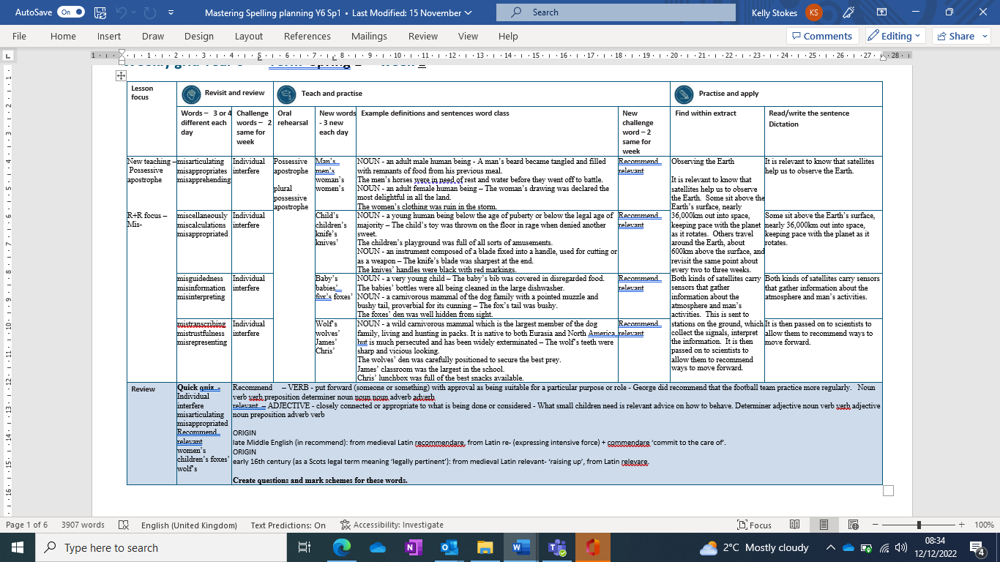 AutoSave On Mastering Spelling planning Y6 Sp1 • Last Modified: 15 November Search Kelly Stokes KS
File Home Insert Draw Design Layout References Mailings Review View Help Comments Editing Share
Lesson focus
Revisit and review
Teach and practise
Practise and apply
Words – 3 or 4
different each
day
Challenge
words – 2
same for
week
Oral
rehearsal
New words
- 3 new
each day
Example definitions and sentences word class
New
challenge
word – 2
same for
week
Find within extract
Read/write the sentence
Dictation
New teaching –
Possessive
apostrophe
misarticulating
misappropriates
misapprehending
Individual
interfere
Possessive
apostrophe
plural
possessive
apostrophe
Man's
men's
woman's
women's
NOUN - an adult male human being - A man's beard became tangled and filled
with remnants of food from his previous meal.
The men's horses were in need of rest and water before they went off to battle.
NOUN - an adult female human being – The woman's drawing was declared the
most delightful in all the land.
The women's clothing was ruin in the storm.
Recommend
relevant
Observing the Earth
It is relevant to know that
satellites help us to observe
the Earth. Some sit above the
Earth's surface, nearly
36,000km out into space,
keeping pace with the planet
as it rotates. Others travel
around the Earth, about
600km above the surface, and
revisit the same point about
every two to three weeks.
Both kinds of satellites carry
sensors that gather
information about the
atmosphere and man's
activities. This is sent to
stations on the ground, which
collect the signals, interpret
the information. It is then
passed on to scientists to
allow them to recommend
ways to move forward.
It is relevant to know that satellites
help us to observe the Earth.
R+R focus –
Mis-
miscellaneously
miscalculations
misappropriated
Individual
interfere
Child's
children's
knife's
knives'
NOUN - a young human being below the age of puberty or below the legal age of
majority – The child's toy was thrown on the floor in rage when denied another
sweet.
The children's playground was full of all sorts of amusements.
NOUN - an instrument composed of a blade fixed into a handle, used for cutting or
as a weapon – The knife's blade was sharpest at the end.
The knives' handles were black with red markings.
Recommend
relevant
Some sit above the Earth's surface,
nearly 36,000km out into space,
keeping pace with the planet as it
rotates.
misguidedness
misinformation
misinterpreting
Individual
interfere
Baby's
babies'
fox's foxes'
NOUN - a very young child – The baby's bib was covered in disregarded food.
The babies' bottles were all being cleaned in the large dishwasher.
NOUN - a carnivorous mammal of the dog family with a pointed muzzle and
bushy tail, proverbial for its cunning – The fox's tail was bushy.
The foxes' den was well hidden from sight.
Recommend
relevant
Both kinds of satellites carry sensors
that gather information about the
atmosphere and man's activities.
mistranscribing
mistrustfulness
misrepresenting
Individual
interfere
Wolf's
wolves'
James'
Chris'
NOUN - a wild carnivorous mammal which is the largest member of the dog
family, living and hunting in packs. It is native to both Eurasia and North America,
but is much persecuted and has been widely exterminated – The wolf's teeth were
sharp and vicious looking.
The wolves' den was carefully positioned to secure the best prey.
James' classroom was the largest in the school.
Chris' lunchbox was full of the best snacks available.
Recommend
relevant
It is then passed on to scientists to
allow them to recommend ways to
move forward.
Review
Quick quiz -
Individual
interfere
misarticulating
misappropriated
Recommend
relevant
women's
children's foxes'
wolf's
Recommend – VERB - put forward (someone or something) with approval as being suitable for a particular purpose or role - George did recommend that the football team practice more regularly. Noun
verb verb preposition determiner noun noun noun adverb adverb
relevant – ADJECTIVE - closely connected or appropriate to what is being done or considered - What small children need is relevant advice on how to behave. Determiner adjective noun verb verb adjective
noun preposition adverb verb
ORIGIN
late Middle English (in recommend): from medieval Latin recommendare, from Latin re- (expressing intensive force) + commendare 'commit to the care of'.
ORIGIN
early 16th century (as a Scots legal term meaning 'legally pertinent'): from medieval Latin relevant- 'raising up', from Latin relevare.
Create questions and mark schemes for these words.
Page 1 of 6 3907 words English (United Kingdom) Text Predictions: On Accessibility: Investigate Focus 100%
Type here to search 2°C Mostly cloudy 08:34
12/12/2022 4